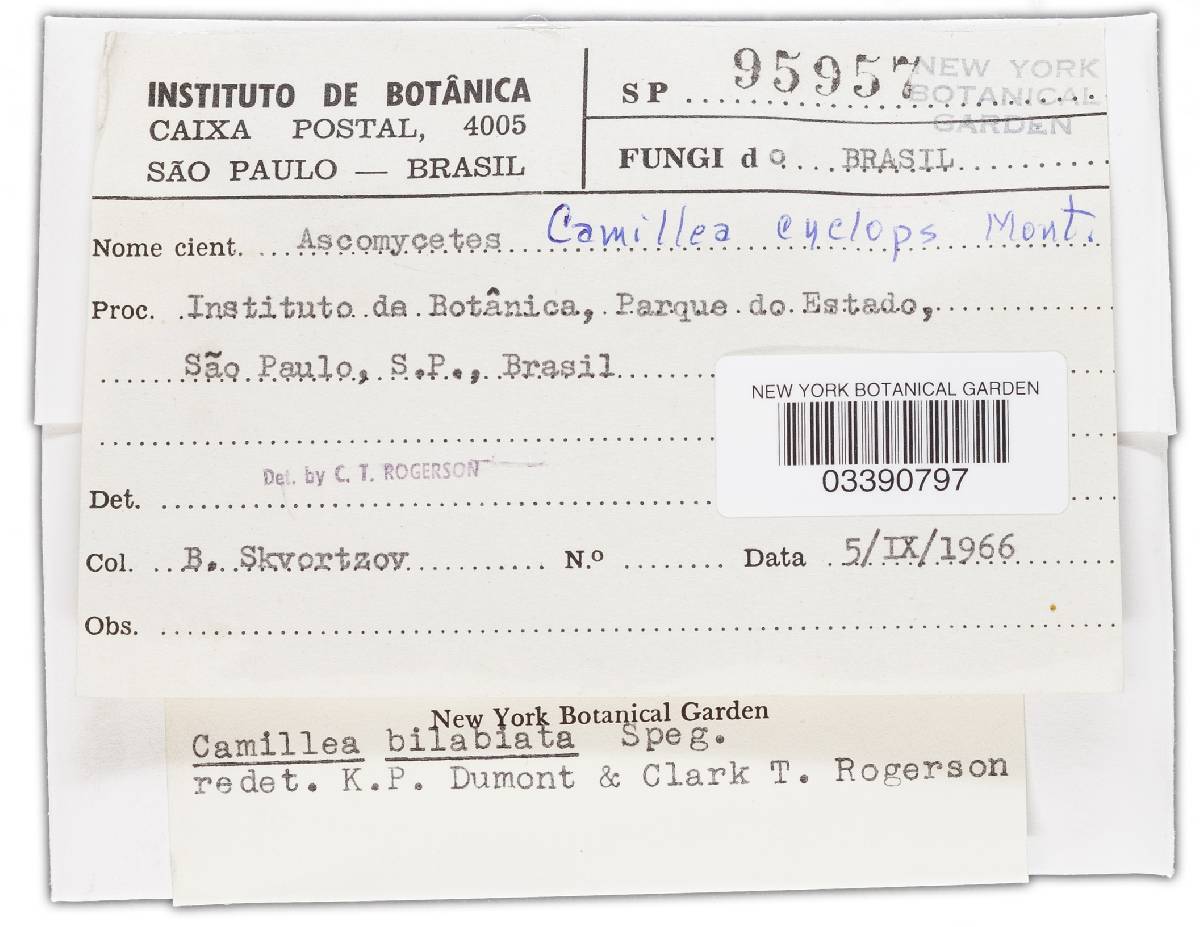 INSTITUTO DE BOTÂNICA
CAIXA POSTAL, 4005
SÃO PAULO — BRASIL
SP 95957
NEW YORK
BOTANICAL
GARDEN
FUNGI do BRASIL
Nome cient. Ascomycetes Camillea cyclops Mont.
Proc. Instituto de Botânica, Parque do Estado,
São Paulo, S.P., Brasil
NEW YORK BOTANICAL GARDEN
03390797
Det. by C. T. ROGERSON
Det.
Col. B. Skvortzov N.º Data 5/IX/1966
Obs.
New York Botanical Garden
Camillea bilabiata Speg.
redet. K.P. Dumont & Clark T. Rogerson